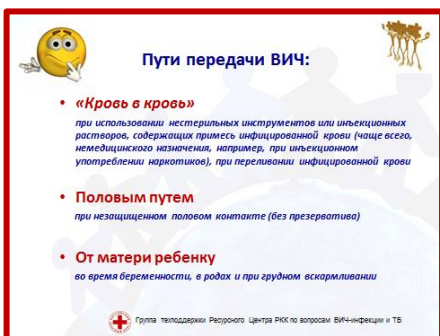 Пути передачи ВИЧ:
• «Кровь в кровь»
при использовании нестерильных инструментов или инъекционных
растворов, содержащих примесь инфицированной крови (чаще всего,
немедицинского назначения, например, при инъекционном
употреблении наркотиков), при переливании инфицированной крови
• Половым путем
при незащищенном половом контакте (без презерватива)
• От матери ребенку
во время беременности, в родах и при грудном вскармливании
Группа техподдержки Ресурсного Центра РКК по вопросам ВИЧ-инфекции и ТБ